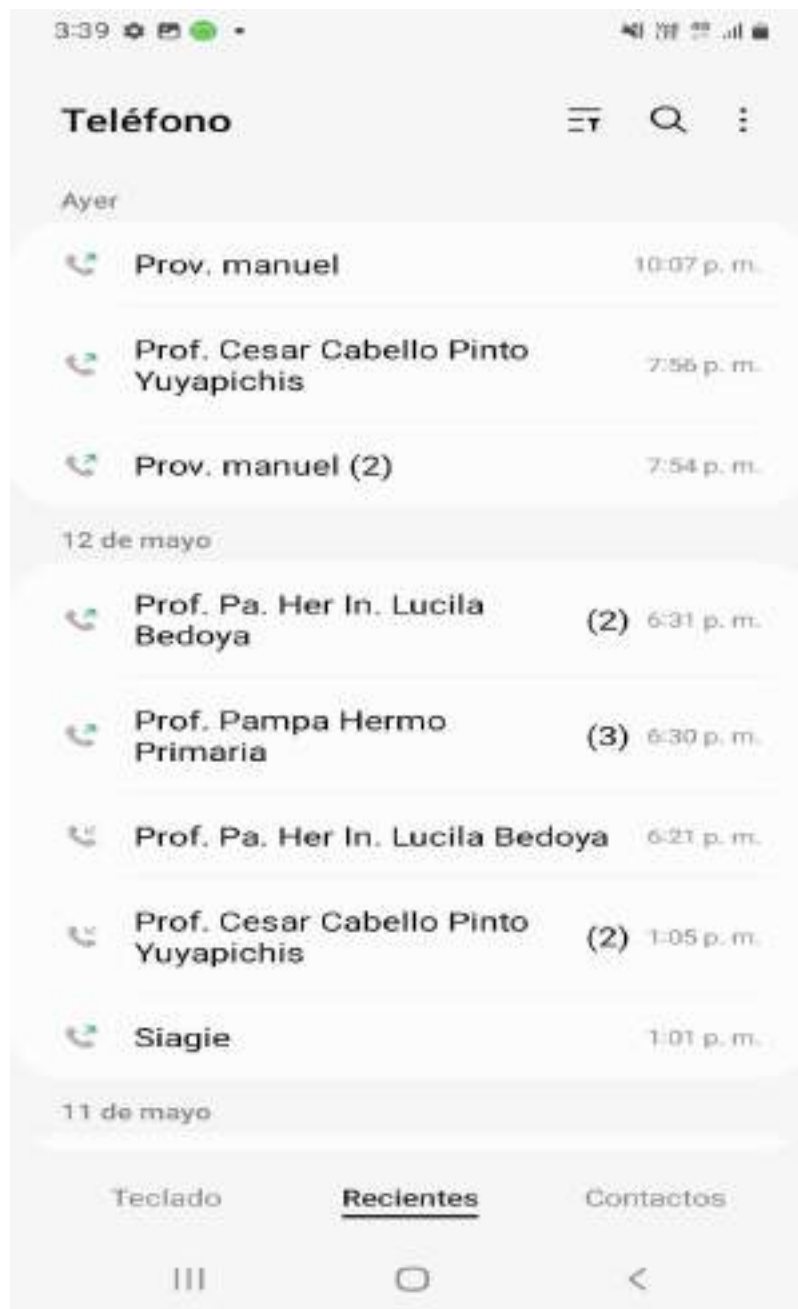 3:39
Teléfono
Ayer
Prov. manuel 10:07 p. m.
Prof. Cesar Cabello Pinto
Yuyapichis 7:56 p. m.
Prov. manuel (2) 7:54 p. m.
12 de mayo
Prof. Pa. Her In. Lucila
Bedoya (2) 6:31 p. m.
Prof. Pampa Hermo
Primaria (3) 6:30 p. m.
Prof. Pa. Her In. Lucila Bedoya 6:21 p. m.
Prof. Cesar Cabello Pinto
Yuyapichis (2) 1:05 p. m.
Siagie 1:01 p. m.
11 de mayo
Teclado Recientes Contactos